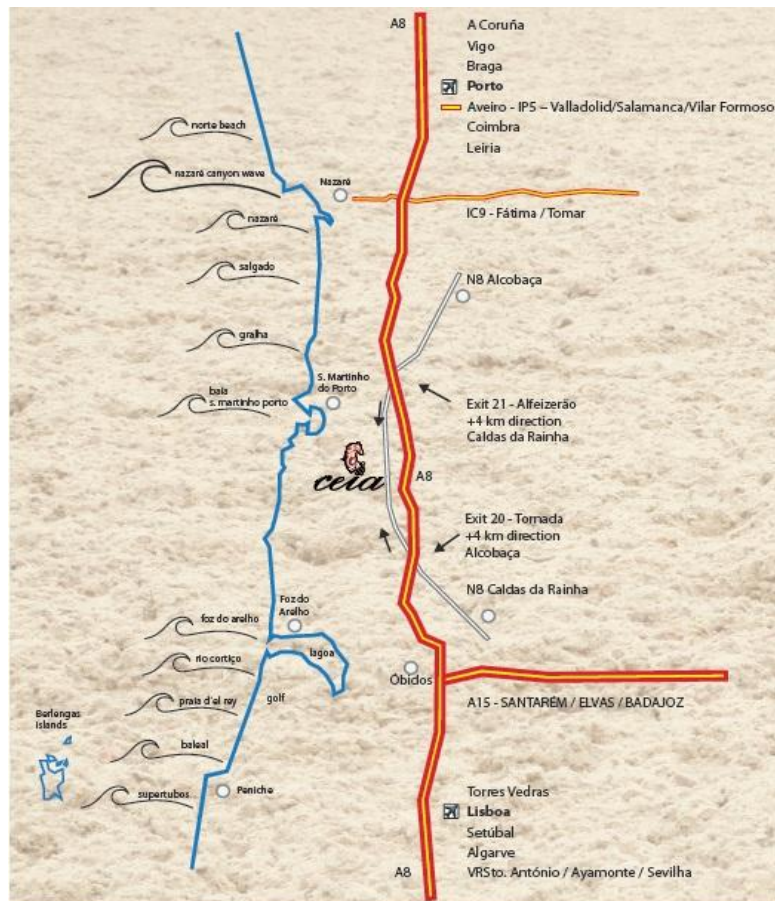 A8
A Coruña
Vigo
Braga
Porto
Aveiro - IP5 – Valladolid/Salamanca/Vilar Formoso
Coimbra
Leiria
norte beach
nazaré canyon wave
Nazaré
IC9 - Fátima / Tomar
nazaré
salgado
N8 Alcobaça
gralha
S. Martinho
do Porto
baía
s. martinho porto
Exit 21 - Alfeizerão
+4 km direction
Caldas da Rainha
ceia
A8
Exit 20 - Tornada
+4 km direction
Alcobaça
N8 Caldas da Rainha
Foz do
Arelho
foz do arelho
lagoa
rio cortiço
Óbidos
golf
praia d'el rey
A15 - SANTARÉM / ELVAS / BADAJOZ
Berlengas
islands
baleal
Peniche
supertubos
Torres Vedras
Lisboa
Setúbal
Algarve
A8
VRSto. António / Ayamonte / Sevilha